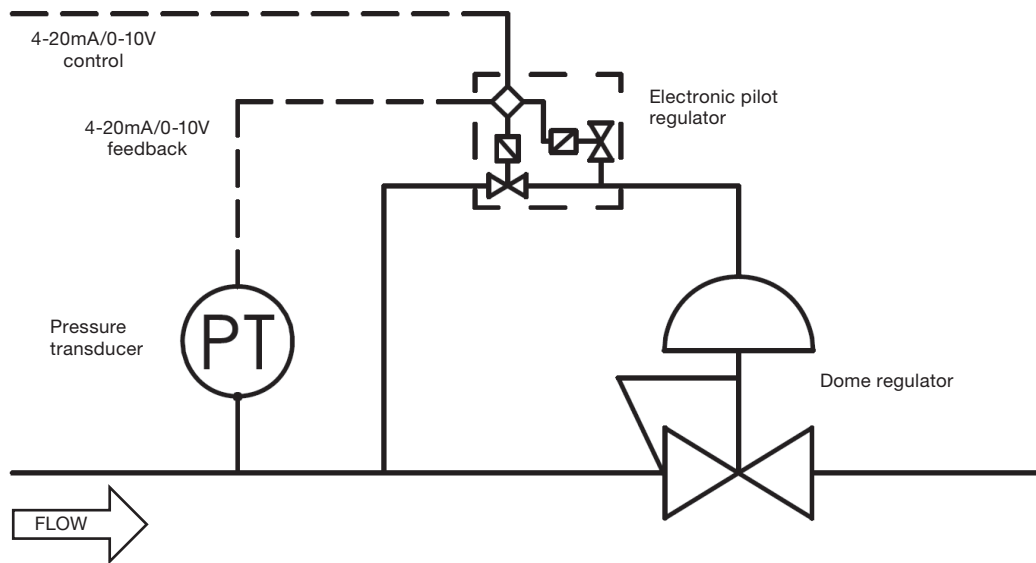 4-20mA/0-10V
control
4-20mA/0-10V
feedback
Electronic pilot
regulator
Pressure
transducer
PT
Dome regulator
FLOW